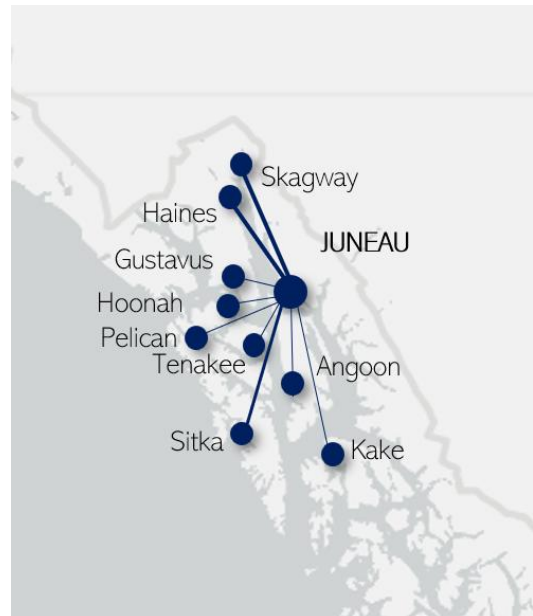 Skagway
Haines
JUNEAU
Gustavus
Hoonah
Pelican
Tenakee
Angoon
Sitka
Kake